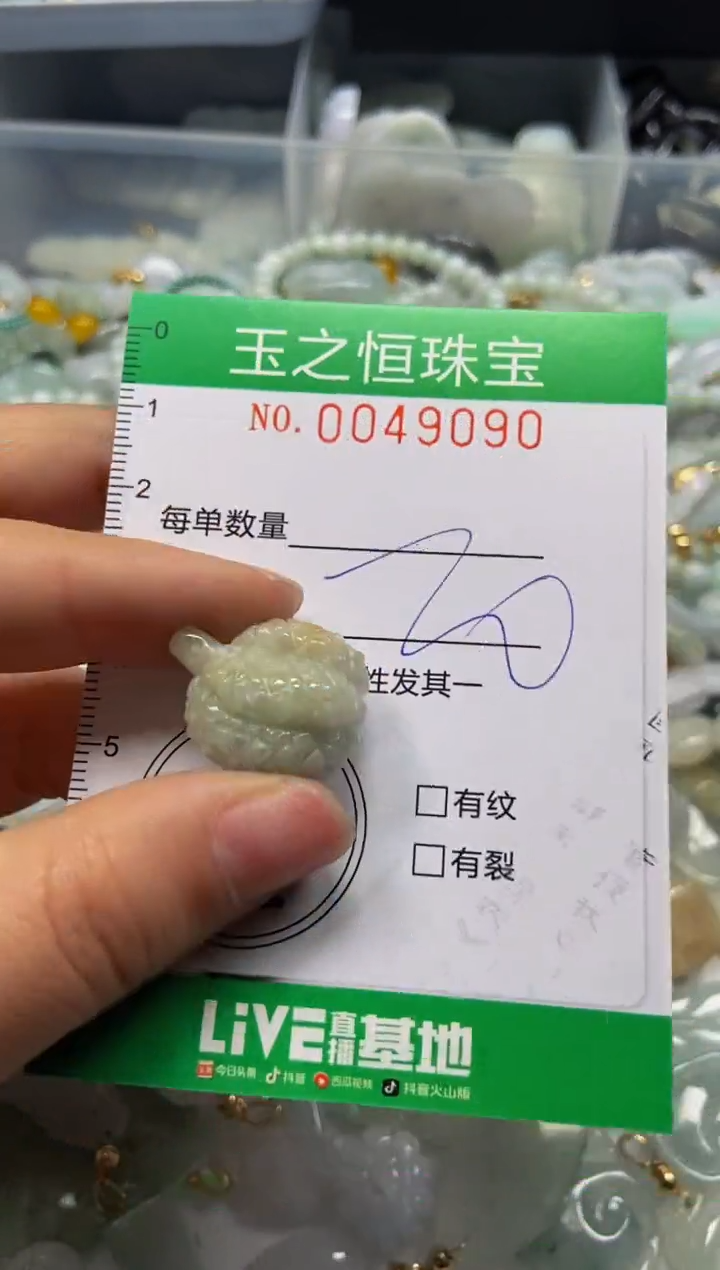 0
玉之恒珠宝
1
NO. 0049090
2
每单数量
20
性发其一
5
有纹
有裂
LiVE直播基地
今日头条 抖音 西瓜视频 抖音火山版